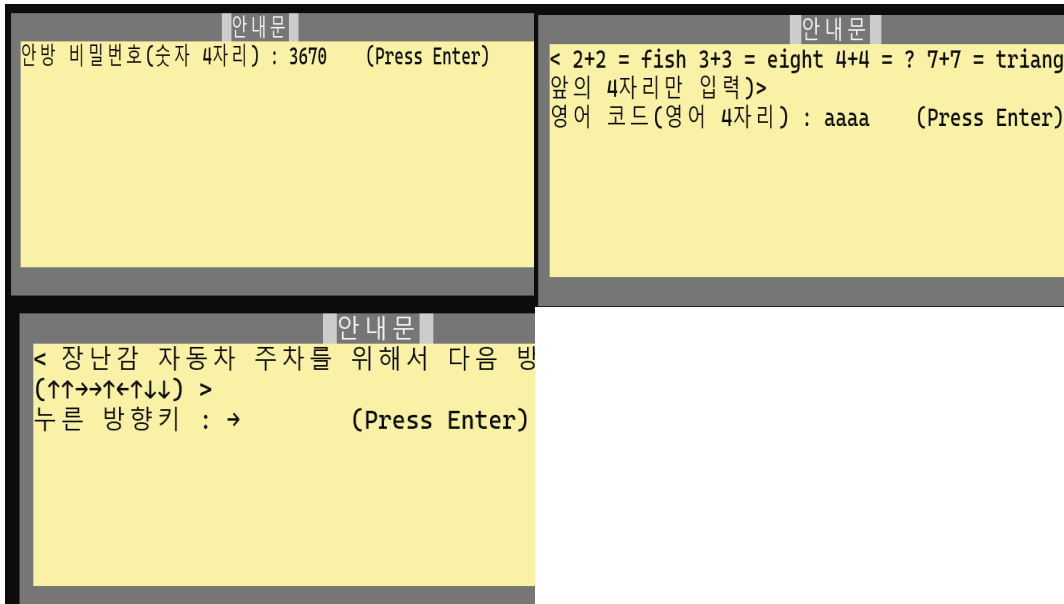 안내문
안방 비밀번호(숫자 4자리) : 3670 (Press Enter)
안내문
< 2+2 = fish 3+3 = eight 4+4 = ? 7+7 = triang
앞의 4자리만 입력)>
영어 코드(영어 4자리) : aaaa (Press Enter)
안내문
< 장난감 자동차 주차를 위해서 다음 방
(↑↑→→↑←↑↓↓) >
누른 방향키 : → (Press Enter)